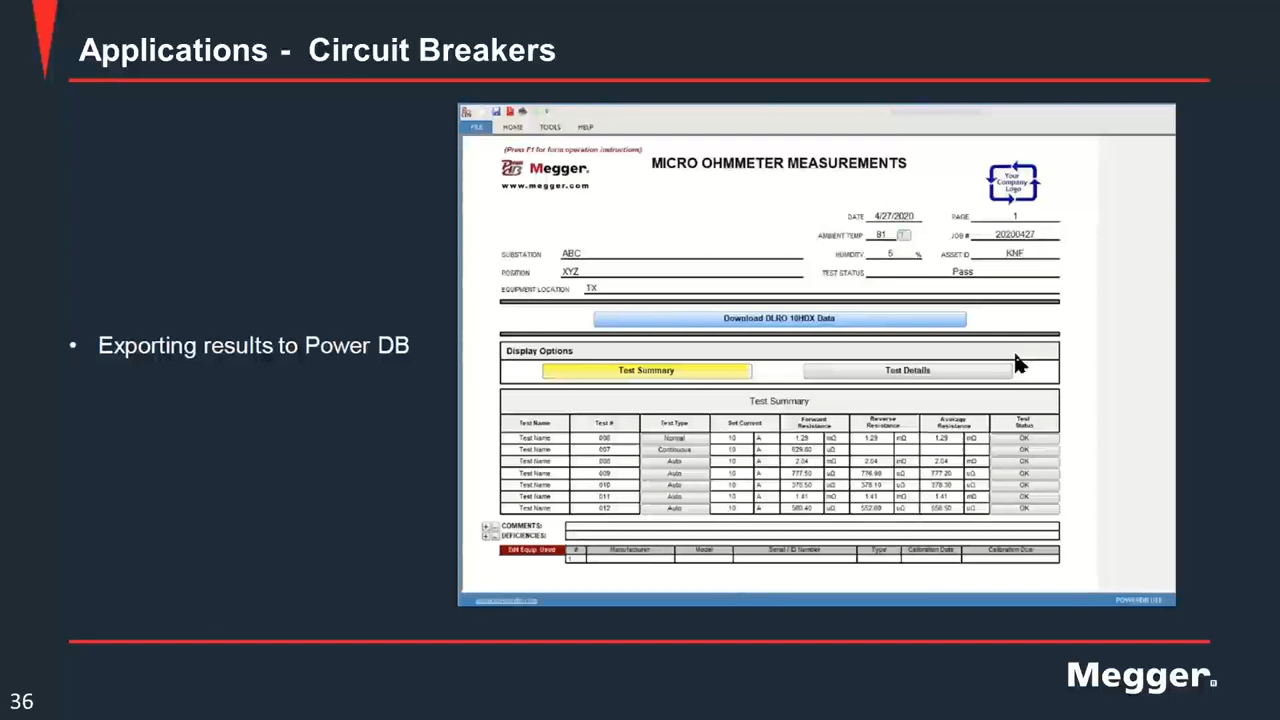 Applications - Circuit Breakers
FILE HOME TOOLS HELP
(Press F1 for form operation instructions)
Megger.
www.megger.com
MICRO OHMMETER MEASUREMENTS
Your Company Logo
DATE 4/27/2020 PAGE 1
AMBIENT TEMP 81 JOB # 20200427
SUBSTATION ABC HUMIDITY 5 % ASSET ID KNF
POSITION XYZ TEST STATUS Pass
EQUIPMENT LOCATION TX
Download DLRO 10HDX Data
• Exporting results to Power DB
Display Options
Test Summary Test Details
Test Summary
Test Name Test # Test Type Set Current Forward Resistance Reverse Resistance Average Resistance Test Status
Test Name 006 Normal 10 A 1.29 mΩ 1.29 mΩ 1.29 mΩ OK
Test Name 007 Continuous 10 A 629.60 uΩ OK
Test Name 008 Auto 10 A 2.04 mΩ 2.04 mΩ 2.04 mΩ OK
Test Name 009 Auto 10 A 777.50 uΩ 776.90 uΩ 777.20 uΩ OK
Test Name 010 Auto 10 A 378.50 uΩ 378.10 uΩ 378.30 uΩ OK
Test Name 011 Auto 10 A 1.41 mΩ 1.41 mΩ 1.41 mΩ OK
Test Name 012 Auto 10 A uΩ uΩ uΩ OK
COMMENTS:
DEFICIENCIES:
Edit Equip. Used # Manufacturer Model Serial / ID Number Type Calibration Date Calibration Due
1
POWERDB LITE
Megger.
36